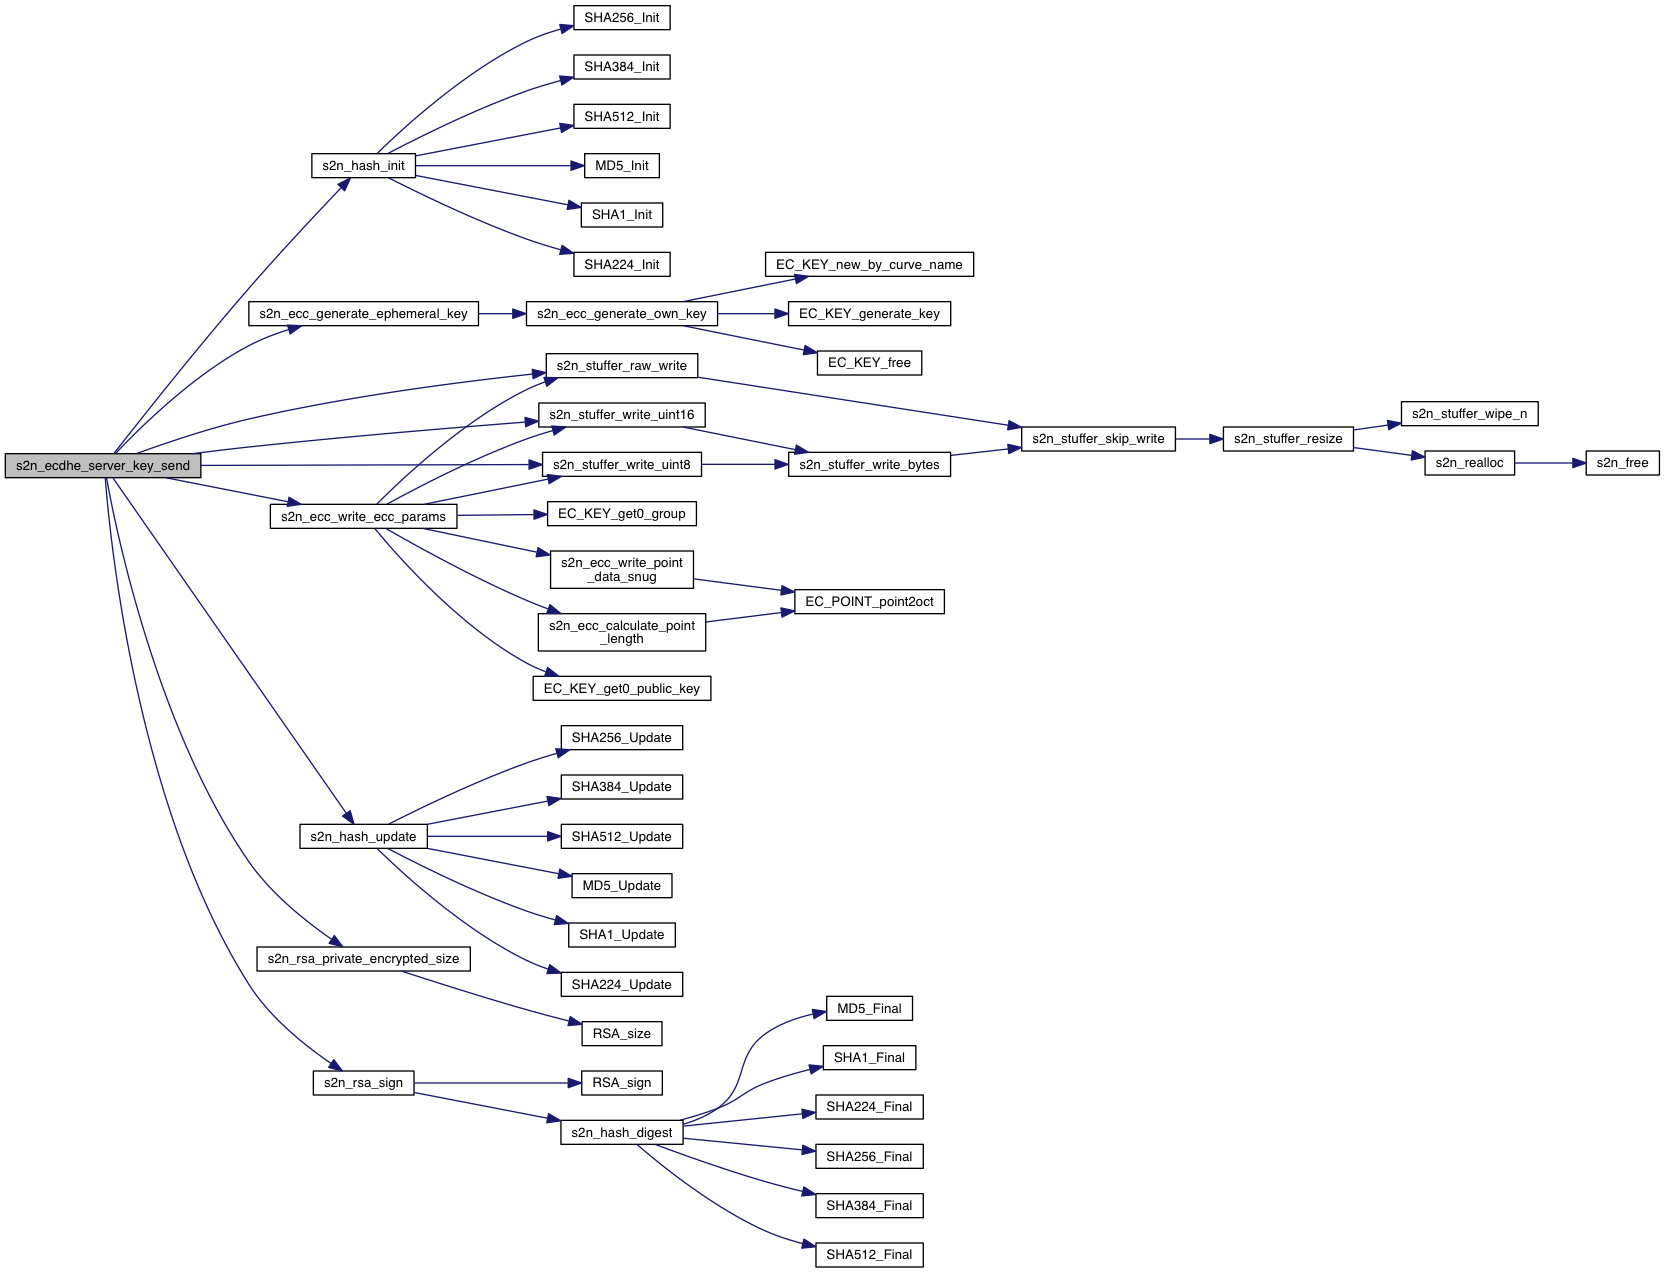 SHA256_Init
SHA384_Init
SHA512_Init
s2n_hash_init
MD5_Init
SHA1_Init
SHA224_Init
EC_KEY_new_by_curve_name
s2n_ecc_generate_ephemeral_key
s2n_ecc_generate_own_key
EC_KEY_generate_key
EC_KEY_free
s2n_stuffer_raw_write
s2n_stuffer_write_uint16
s2n_stuffer_wipe_n
s2n_stuffer_skip_write
s2n_stuffer_resize
s2n_ecdhe_server_key_send
s2n_stuffer_write_uint8
s2n_stuffer_write_bytes
s2n_realloc
s2n_free
s2n_ecc_write_ecc_params
EC_KEY_get0_group
s2n_ecc_write_point
_data_snug
EC_POINT_point2oct
s2n_ecc_calculate_point
_length
EC_KEY_get0_public_key
SHA256_Update
SHA384_Update
s2n_hash_update
SHA512_Update
MD5_Update
SHA1_Update
s2n_rsa_private_encrypted_size
SHA224_Update
MD5_Final
RSA_size
SHA1_Final
s2n_rsa_sign
RSA_sign
SHA224_Final
s2n_hash_digest
SHA256_Final
SHA384_Final
SHA512_Final